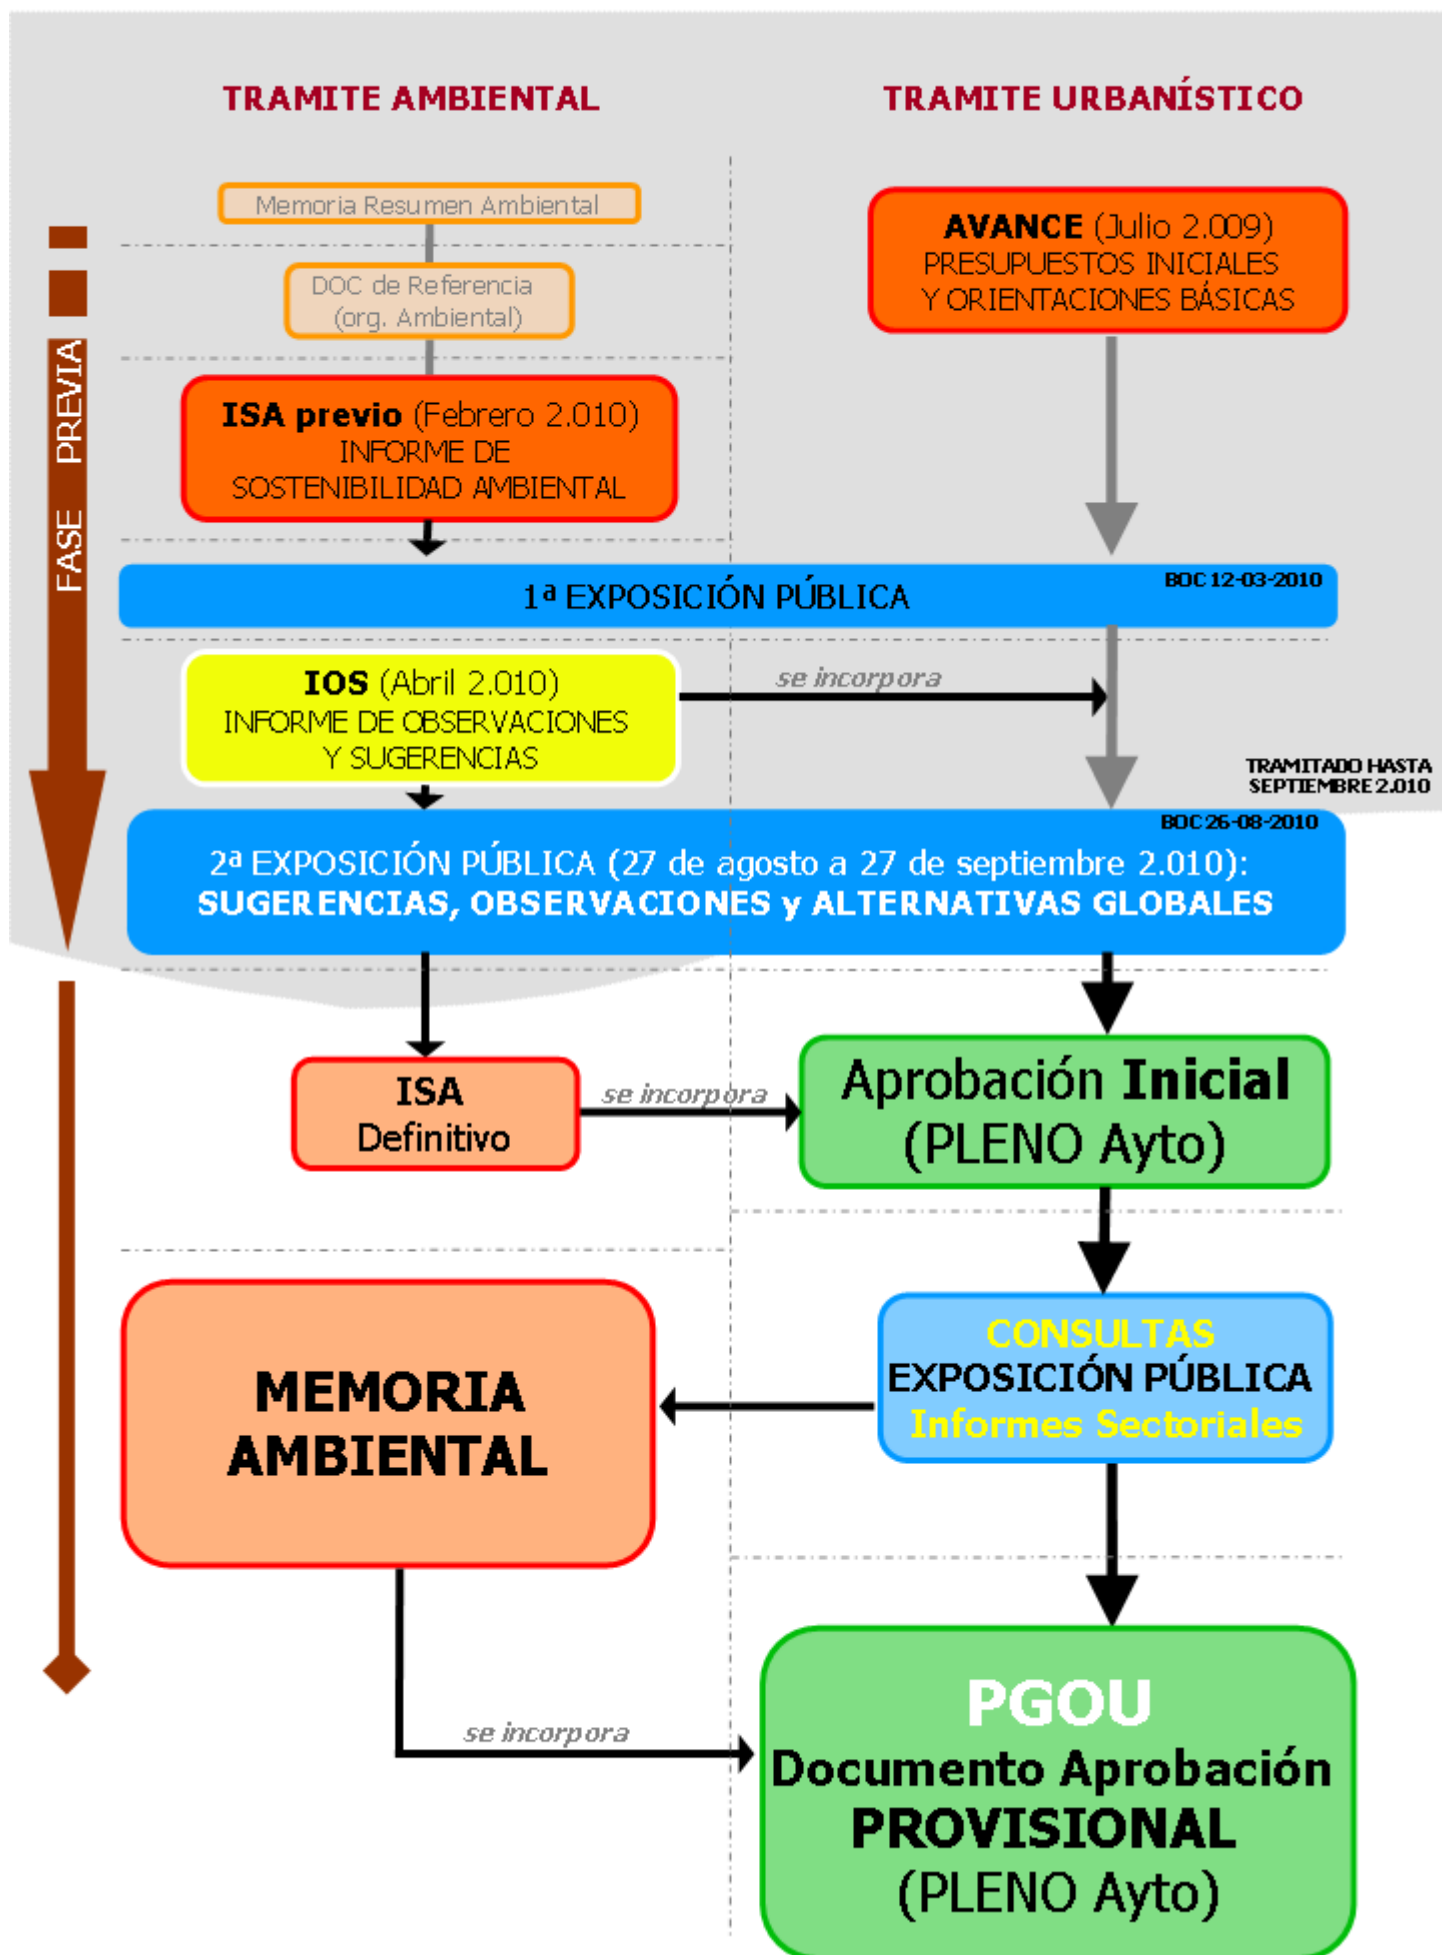 TRAMITE AMBIENTAL
TRAMITE URBANÍSTICO
Memoria Resumen Ambiental
AVANCE (Julio 2.009)
PRESUPUESTOS INICIALES
Y ORIENTACIONES BÁSICAS
DOC de Referencia
(org. Ambiental)
FASE PREVIA
ISA previo (Febrero 2.010)
INFORME DE
SOSTENIBILIDAD AMBIENTAL
BOC 12-03-2010
1ª EXPOSICIÓN PÚBLICA
IOS (Abril 2.010)
INFORME DE OBSERVACIONES
Y SUGERENCIAS
se incorpora
TRAMITADO HASTA
SEPTIEMBRE 2.010
BOC 26-08-2010
2ª EXPOSICIÓN PÚBLICA (27 de agosto a 27 de septiembre 2.010):
SUGERENCIAS, OBSERVACIONES y ALTERNATIVAS GLOBALES
ISA
Definitivo
se incorpora
Aprobación Inicial
(PLENO Ayto)
CONSULTAS
EXPOSICIÓN PÚBLICA
Informes Sectoriales
MEMORIA
AMBIENTAL
se incorpora
PGOU
Documento Aprobación
PROVISIONAL
(PLENO Ayto)